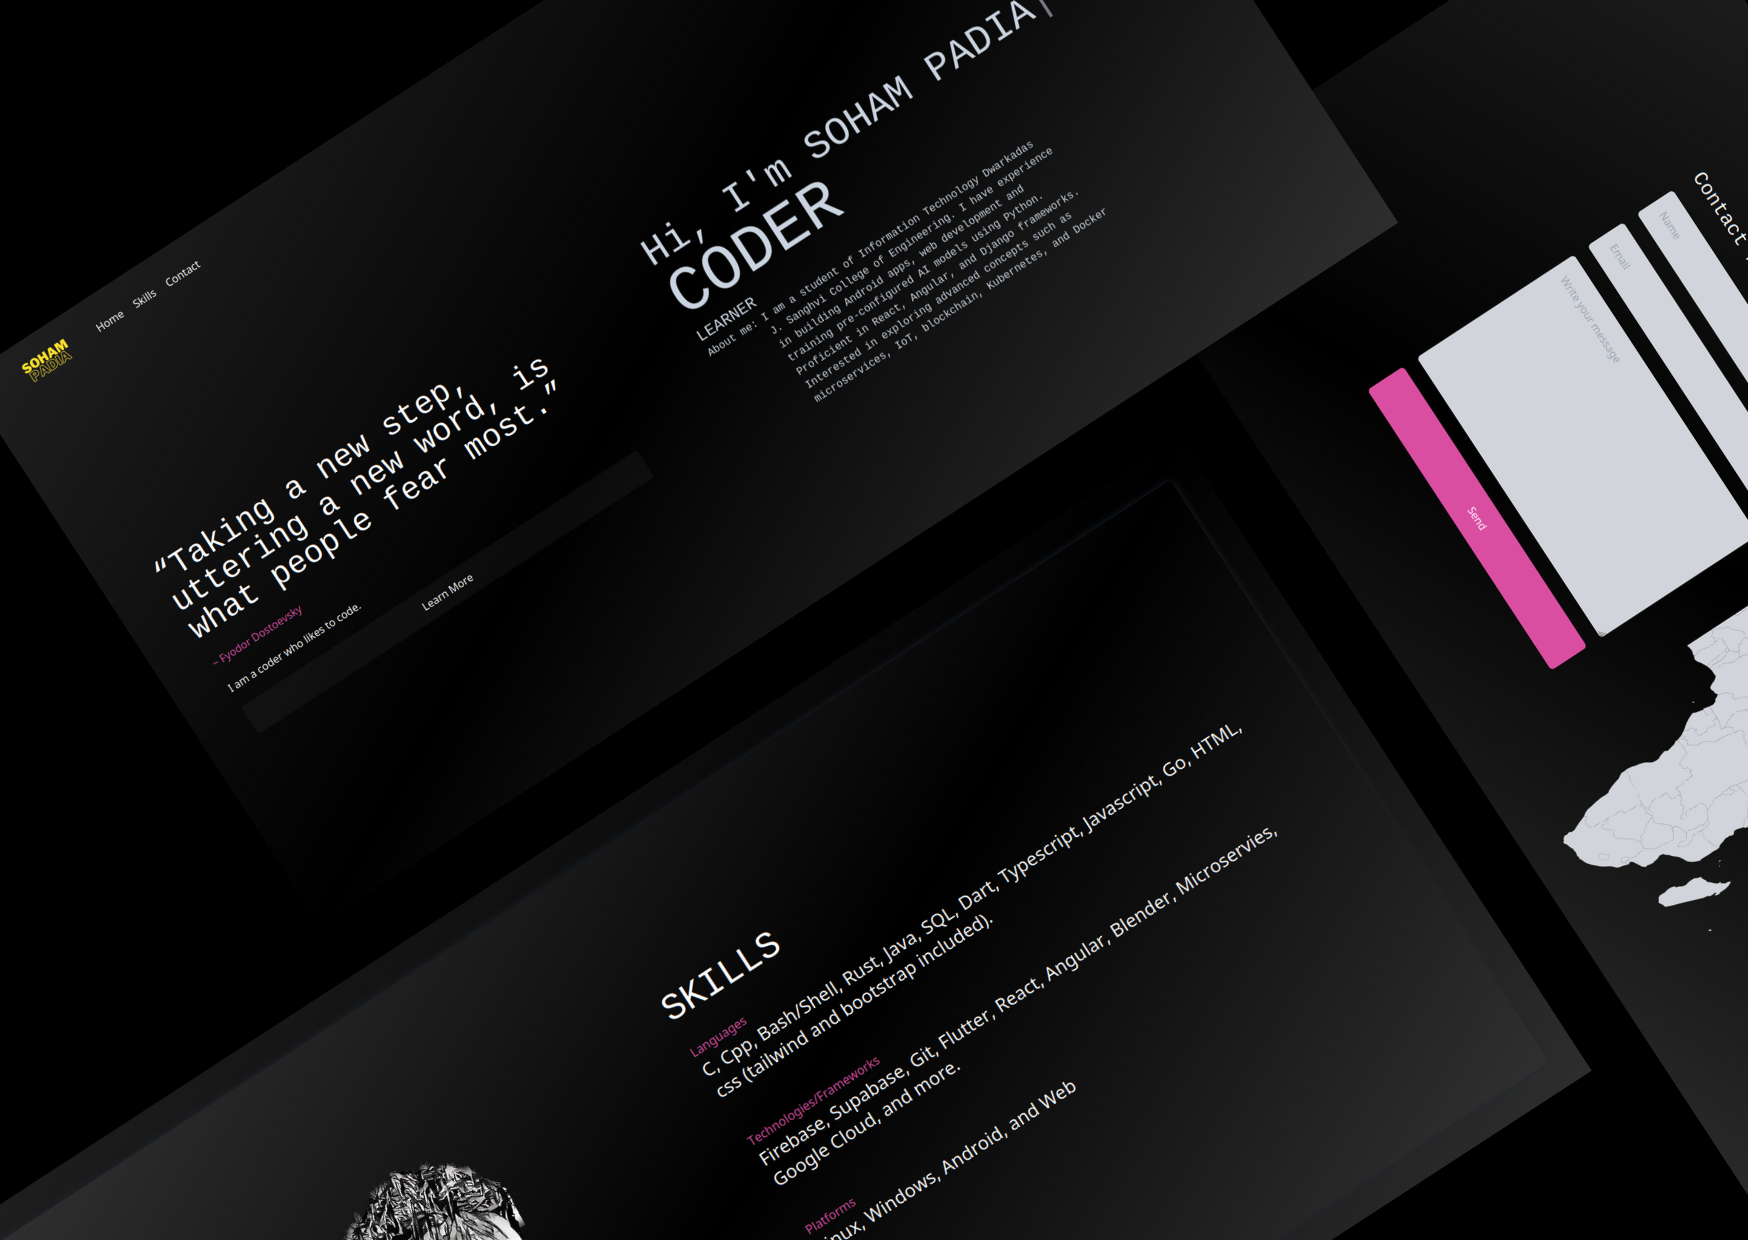 SOHAM
PADIA
Home Skills Contact
“Taking a new step,
uttering a new word, is
what people fear most.”
~ Fyodor Dostoevsky
I am a coder who likes to code.
Learn More
Hi, I'm SOHAM PADIA
CODER
LEARNER
About me: I am a student of Information Technology Dwarkadas
J. Sanghvi College of Engineering. I have experience
in building Android apps, web development and
training pre-configured AI models using Python.
Proficient in React, Angular, and Django frameworks.
Interested in exploring advanced concepts such as
microservices, IoT, blockchain, Kubernetes, and Docker
SKILLS
Languages
C, Cpp, Bash/Shell, Rust, Java, SQL, Dart, Typescript, Javascript, Go, HTML,
css (tailwind and bootstrap included).
Technologies/Frameworks
Firebase, Supabase, Git, Flutter, React, Angular, Blender, Microservies,
Google Cloud, and more.
Platforms
Windows, Android, and Web
Contact
Name
Email
Write your message
Send